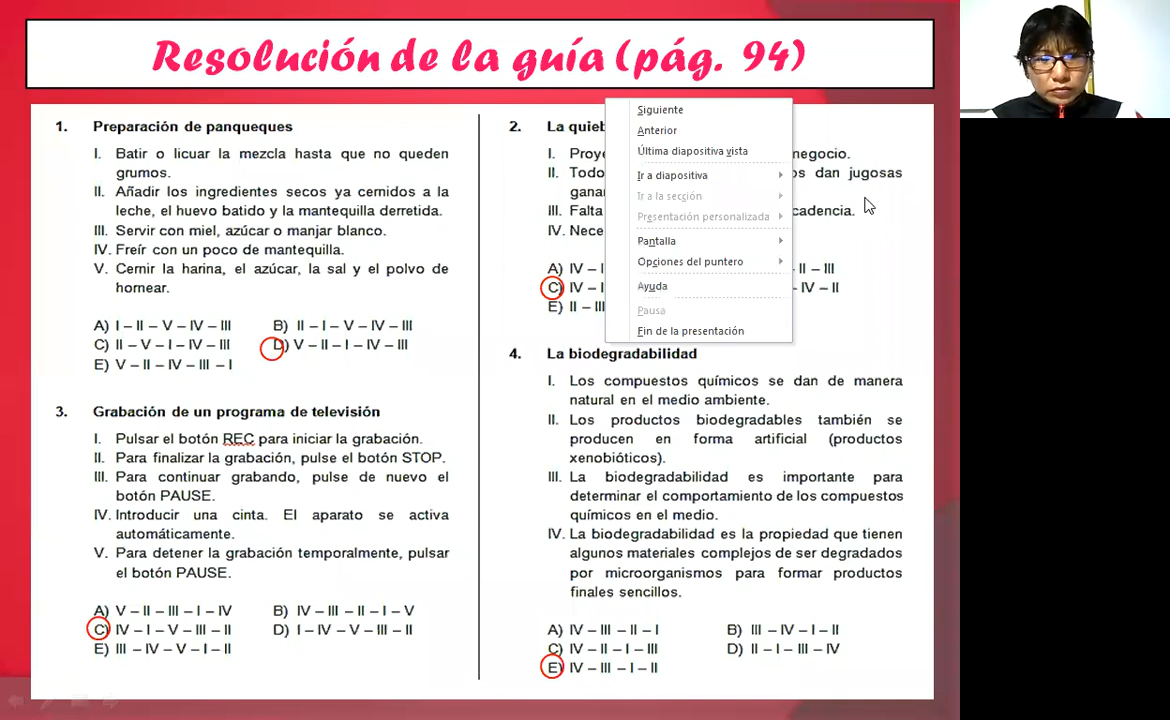 Resolución de la guía (pág. 94)
1. Preparación de panqueques
I. Batir o licuar la mezcla hasta que no queden
grumos.
II. Añadir los ingredientes secos ya cernidos a la
leche, el huevo batido y la mantequilla derretida.
III. Servir con miel, azúcar o manjar blanco.
IV. Freír con un poco de mantequilla.
V. Cernir la harina, el azúcar, la sal y el polvo de
hornear.
A) I – II – V – IV – III B) II – I – V – IV – III
C) II – V – I – IV – III D) V – II – I – IV – III
E) V – II – IV – III – I
3. Grabación de un programa de televisión
I. Pulsar el botón REC para iniciar la grabación.
II. Para finalizar la grabación, pulse el botón STOP.
III. Para continuar grabando, pulse de nuevo el
botón PAUSE.
IV. Introducir una cinta. El aparato se activa
automáticamente.
V. Para detener la grabación temporalmente, pulsar
el botón PAUSE.
A) V – II – III – I – IV B) IV – III – II – I – V
C) IV – I – V – III – II D) I – IV – V – III – II
E) III – IV – V – I – II
2. La
I. negocio.
II. Todo dan jugosas
III. Falta cadencia.
IV.
A) IV – – II – III
C) IV – – IV – II
E) II – III
Siguiente
Anterior
Última diapositiva vista
Ir a diapositiva
Ir a la sección
Presentación personalizada
Pantalla
Opciones del puntero
Ayuda
Pausa
Fin de la presentación
4. La biodegradabilidad
I. Los compuestos químicos se dan de manera
natural en el medio ambiente.
II. Los productos biodegradables también se
producen en forma artificial (productos
xenobióticos).
III. La biodegradabilidad es importante para
determinar el comportamiento de los compuestos
químicos en el medio.
IV. La biodegradabilidad es la propiedad que tienen
algunos materiales complejos de ser degradados
por microorganismos para formar productos
finales sencillos.
A) IV – III – II – I B) III – IV – I – II
C) IV – II – I – III D) II – I – III – IV
E) IV – III – I – II